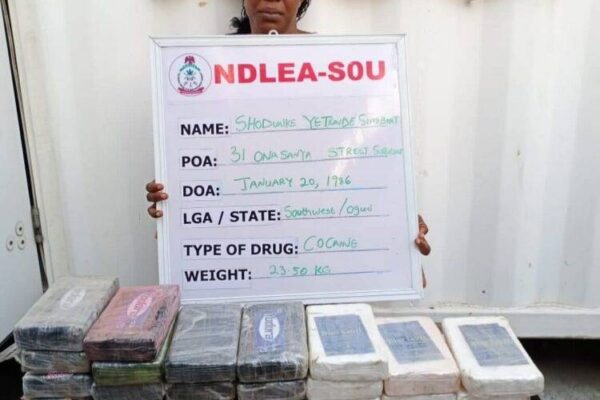 NDLEA-SOU
NAME: SHODUNKE YETUNDE
POA: 31 ONASANYA STREET
DOA: JANUARY 20, 1986
LGA / STATE: Southwest/Ogun
TYPE OF DRUG: COCAINE
WEIGHT: 23.50 KG